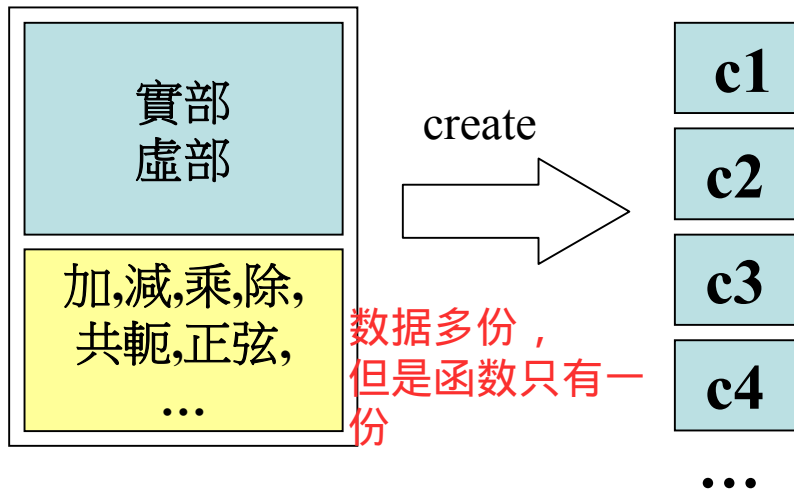 實部
虛部
加,減,乘,除,
共軛,正弦,
...
create
数据多份，
但是函数只有一
份
c1
c2
c3
c4
...